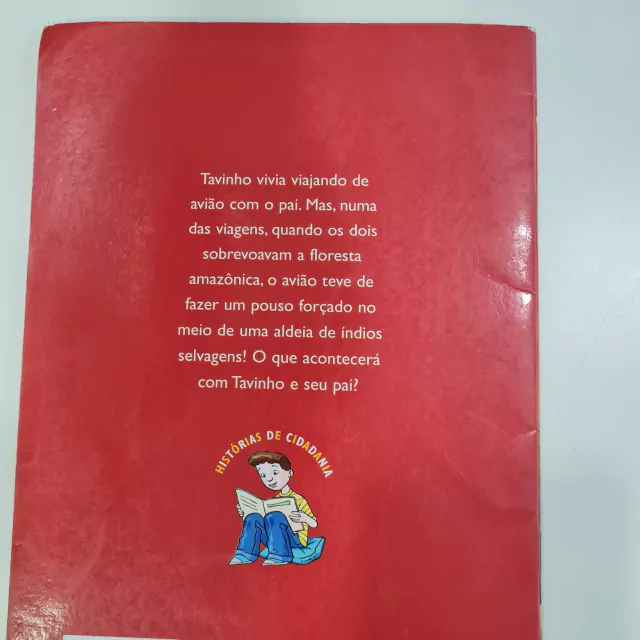 Tavinho vivia viajando de
avião com o pai. Mas, numa
das viagens, quando os dois
sobrevoavam a floresta
amazônica, o avião teve de
fazer um pouso forçado no
meio de uma aldeia de índios
selvagens! O que acontecerá
com Tavinho e seu pai?
HISTÓRIAS DE CIDADANIA